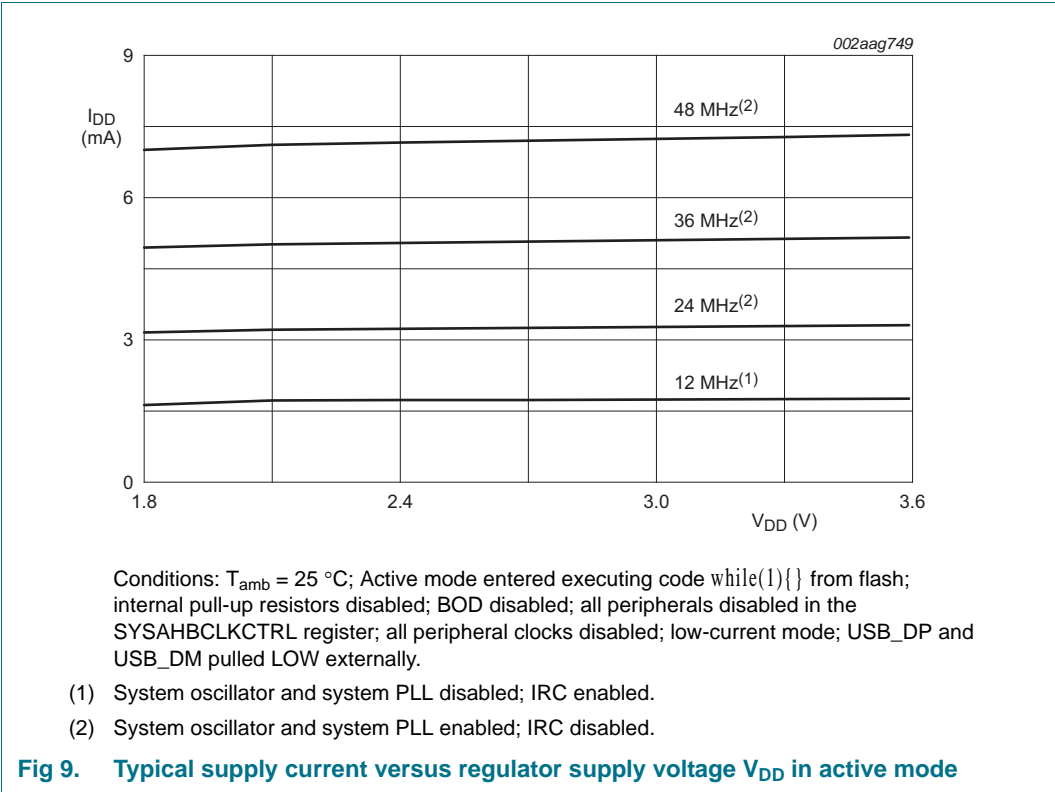 002aag749
9
I_DD
(mA)
48 MHz(2)
6
36 MHz(2)
24 MHz(2)
3
12 MHz(1)
0
1.8 2.4 3.0 3.6
V_DD (V)
Conditions: T_amb = 25 °C; Active mode entered executing code while(1){} from flash;
internal pull-up resistors disabled; BOD disabled; all peripherals disabled in the
SYSAHBCLKCTRL register; all peripheral clocks disabled; low-current mode; USB_DP and
USB_DM pulled LOW externally.
(1) System oscillator and system PLL disabled; IRC enabled.
(2) System oscillator and system PLL enabled; IRC disabled.
Fig 9. Typical supply current versus regulator supply voltage V_DD in active mode